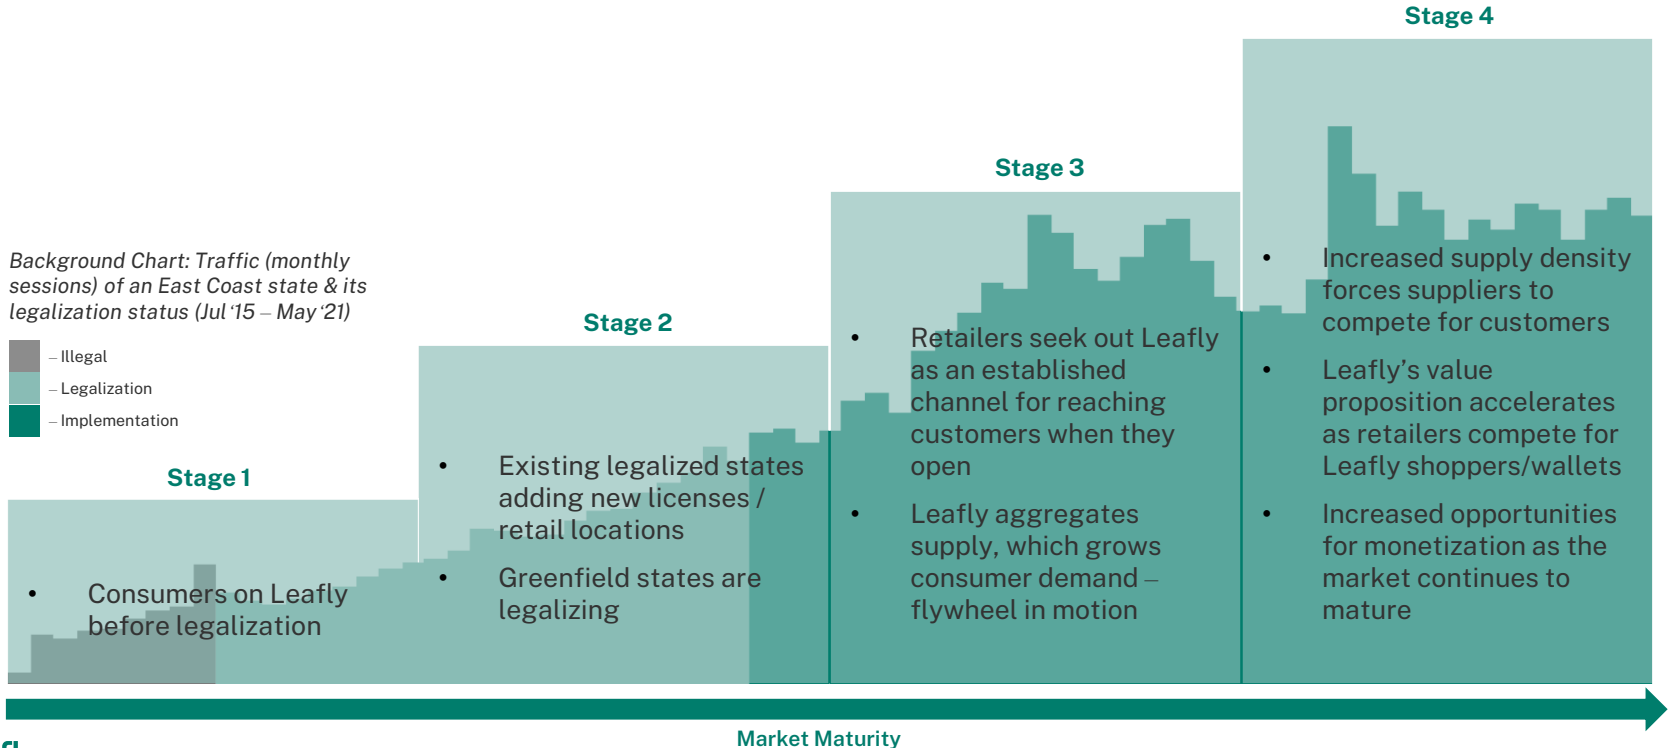 Stage 4
Stage 3
Background Chart: Traffic (monthly
sessions) of an East Coast state & its
legalization status (Jul ‘15 – May ‘21)
Stage 2
– Illegal
– Legalization
– Implementation
Stage 1
• Consumers on Leafly
before legalization
• Existing legalized states
adding new licenses /
retail locations
• Greenfield states are
legalizing
• Retailers seek out Leafly
as an established
channel for reaching
customers when they
open
• Leafly aggregates
supply, which grows
consumer demand –
flywheel in motion
• Increased supply density
forces suppliers to
compete for customers
• Leafly’s value
proposition accelerates
as retailers compete for
Leafly shoppers/wallets
• Increased opportunities
for monetization as the
market continues to
mature
Market Maturity